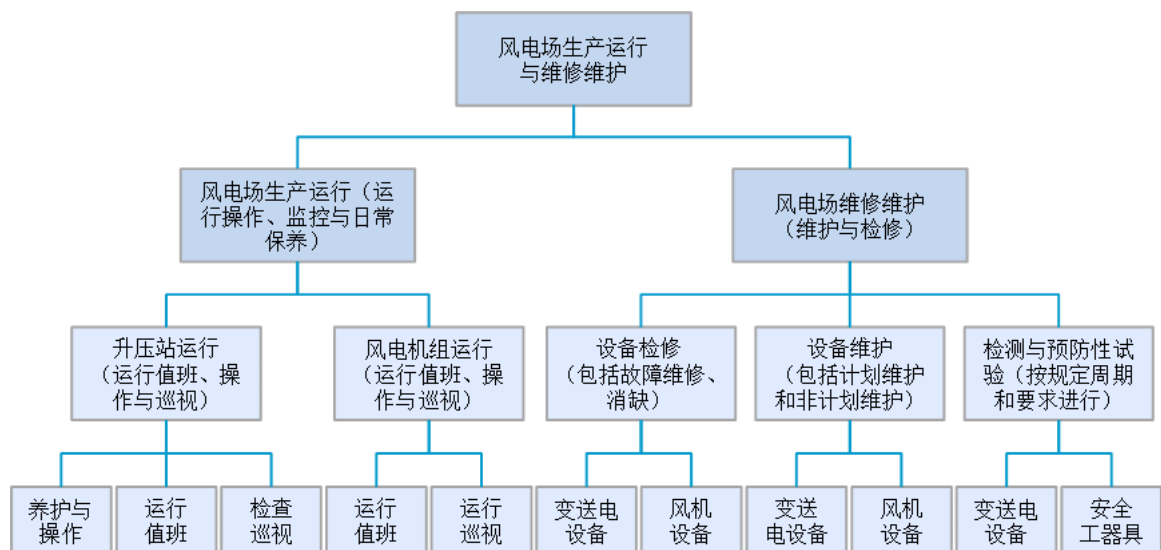 风电场生产运行
与维修维护
风电场生产运行（运
行操作、监控与日常
保养）
风电场维修维护
（维护与检修）
升压站运行
（运行值班、操
作与巡视）
风电机组运行
（运行值班、操
作与巡视）
设备检修
（包括故障维修、
消缺）
设备维护
（包括计划维护
和非计划维护）
检测与预防性试
验（按规定周期
和要求进行）
养护与
操作
运行
值班
检查
巡视
运行
值班
运行
巡视
变送电
设备
风机
设备
变送
电设备
风机
设备
变送电
设备
安全
工器具